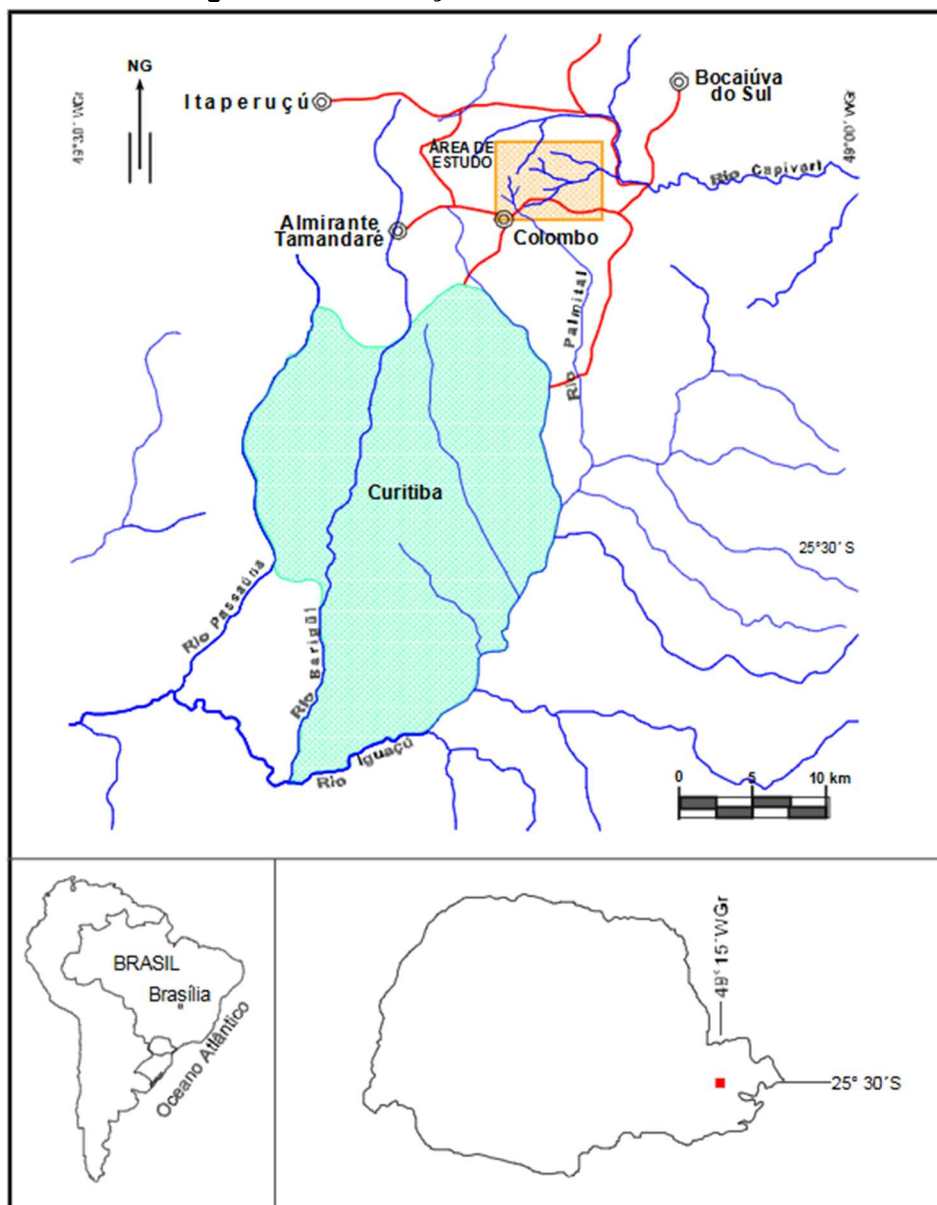 NG
49°30´ WGr
49°00´ WGr
Itaperuçú
Bocaiúva
do Sul
ÁREA DE
ESTUDO
Rio Capivari
Almirante
Tamandaré
Colombo
Rio Palmital
Curitiba
25°30´ S
Rio Passaúna
Rio Barigüi
Rio Iguaçú
0 5 10 km
BRASIL
Brasília
Oceano Atlântico
49° 15´WGr
25° 30´S